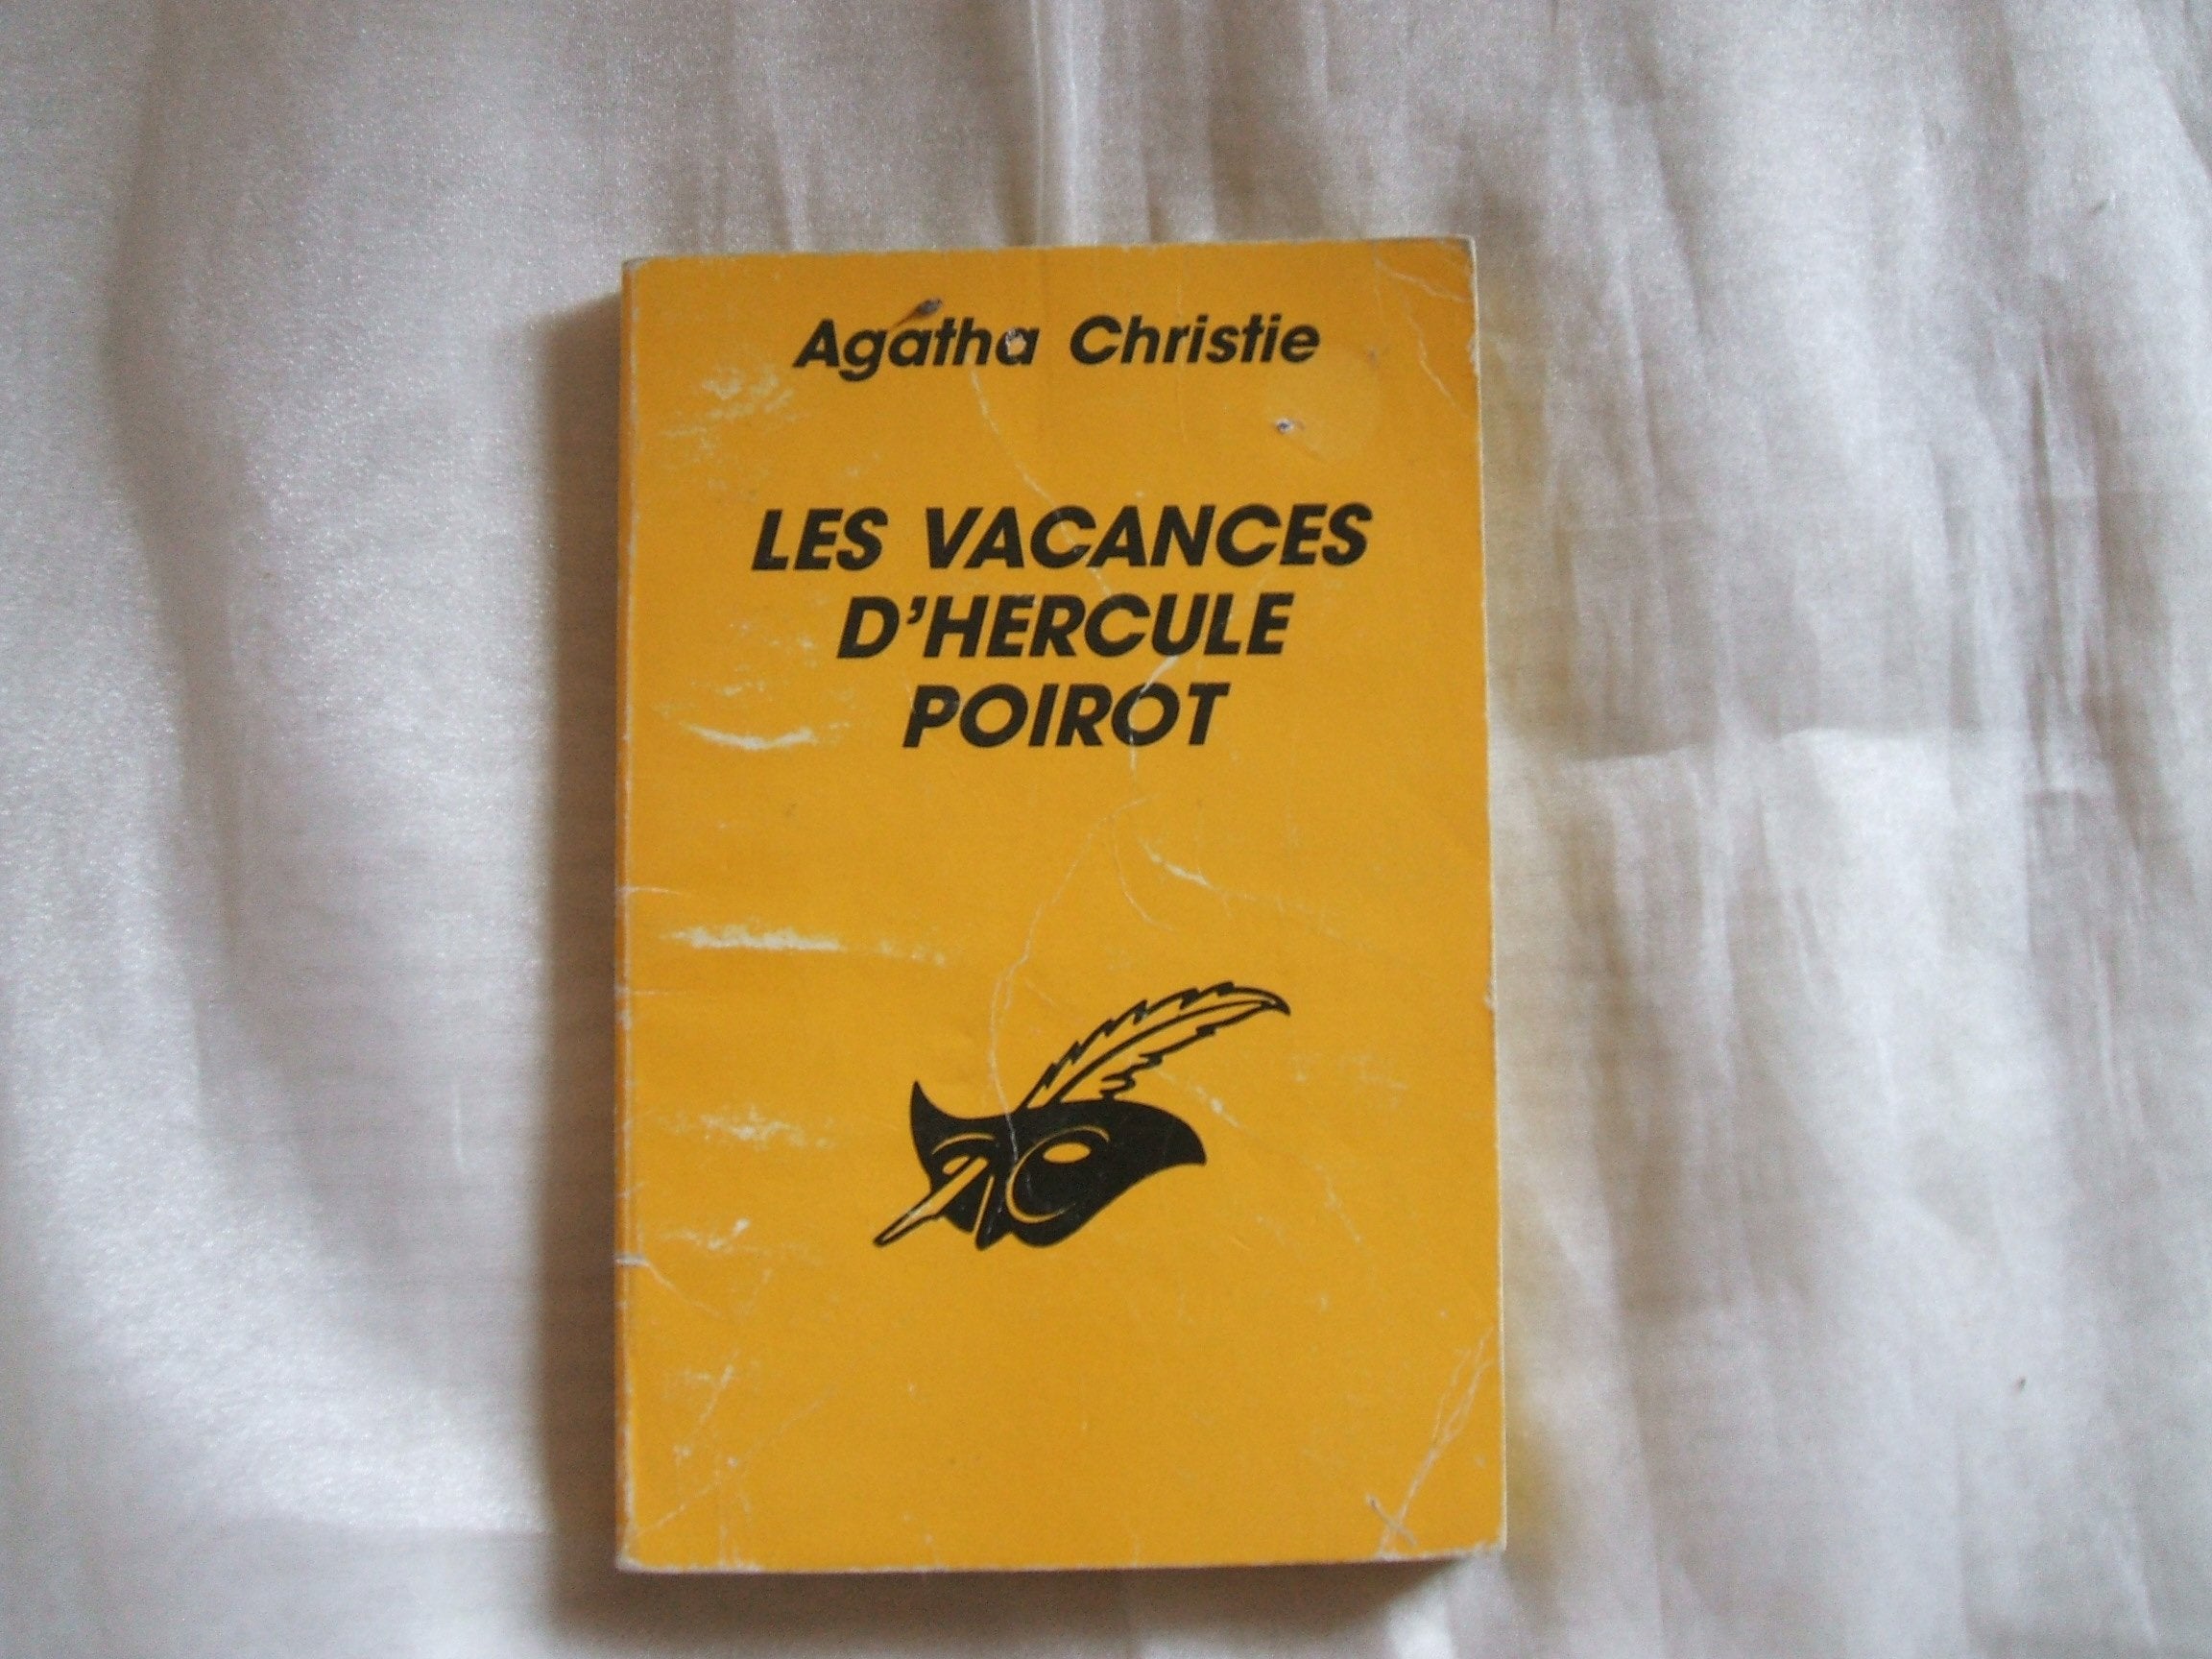 Agatha Christie
LES VACANCES
D'HERCULE
POIROT